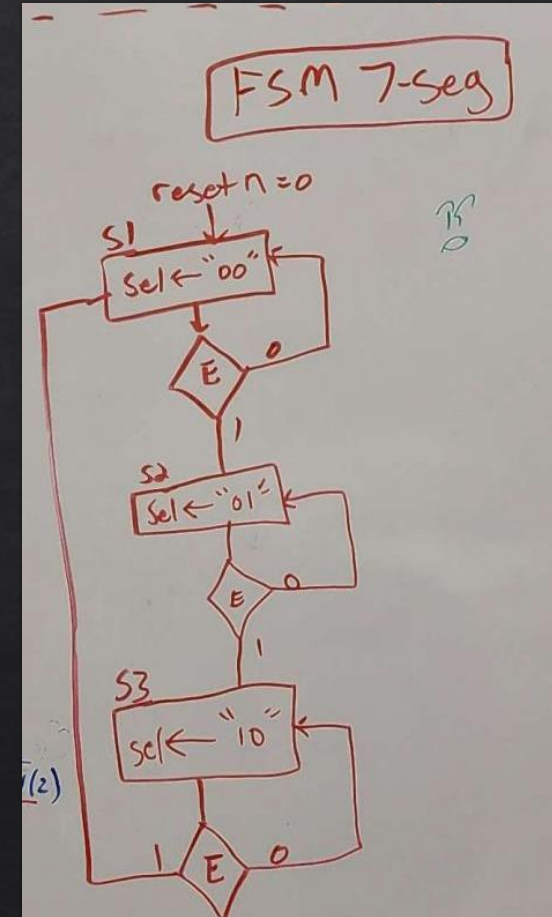 FSM 7-Seg
resetn=0
S1
Sel ← "00"
E
0
1
S2
Sel ← "01"
E
0
1
S3
Sel ← "10"
1
E
0
(2)